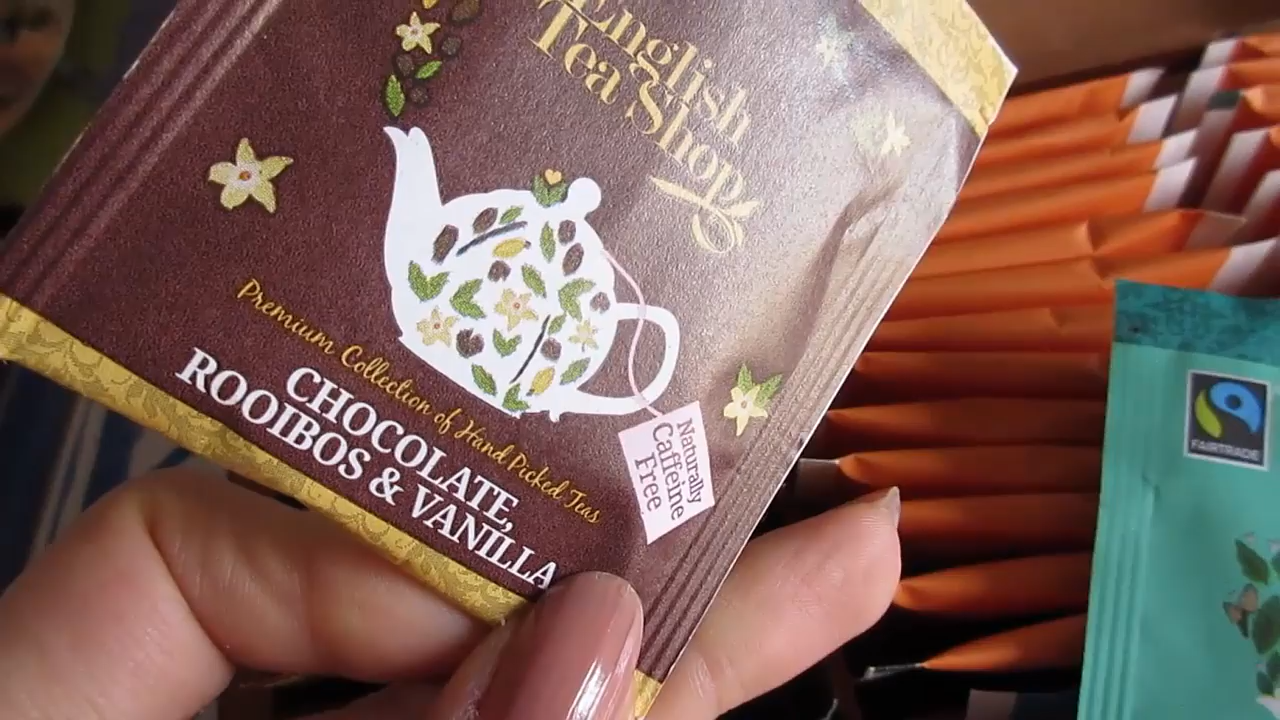 English
Tea Shop
Premium Collection of Hand Picked Teas
CHOCOLATE,
ROOIBOS & VANILLA
Naturally
Caffeine
Free
FAIRTRADE